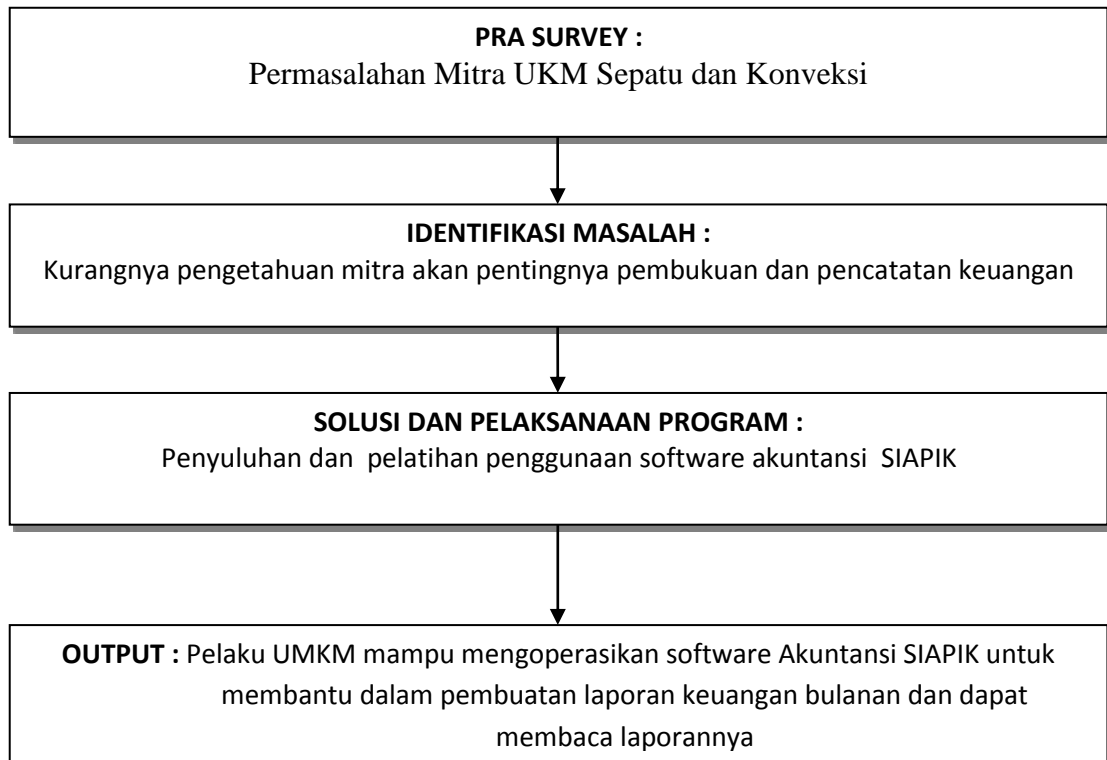 PRA SURVEY :
Permasalahan Mitra UKM Sepatu dan Konveksi
IDENTIFIKASI MASALAH :
Kurangnya pengetahuan mitra akan pentingnya pembukuan dan pencatatan keuangan
SOLUSI DAN PELAKSANAAN PROGRAM :
Penyuluhan dan pelatihan penggunaan software akuntansi SIAPIK
OUTPUT : Pelaku UMKM mampu mengoperasikan software Akuntansi SIAPIK untuk
membantu dalam pembuatan laporan keuangan bulanan dan dapat
membaca laporannya